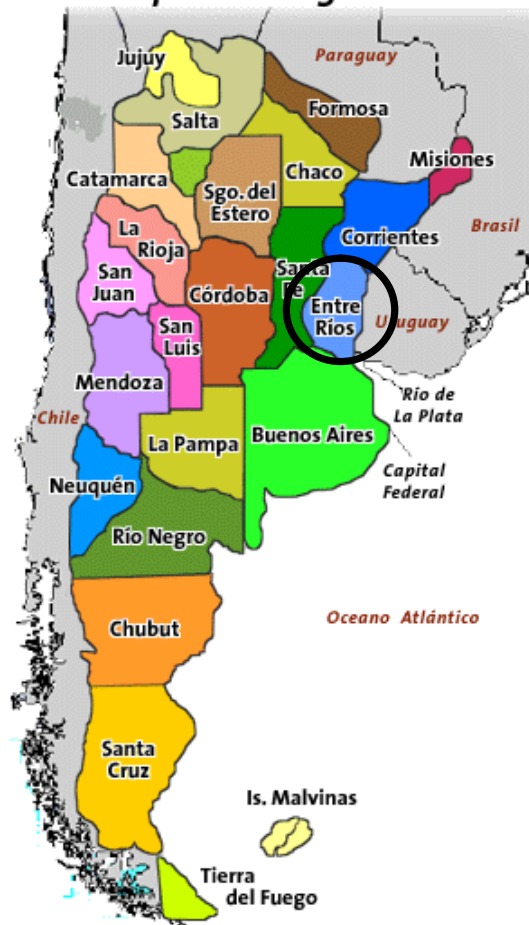 Jujuy
Paraguay
Formosa
Salta
Misiones
Chaco
Catamarca
Sgo. del
Estero
Brasil
La
Rioja
Corrientes
San
Juan
Santa
Fe
Córdoba
Entre
Ríos
Uruguay
San
Luis
Mendoza
Río de
La Plata
Chile
La Pampa
Buenos Aires
Capital
Federal
Neuquén
Río Negro
Oceano Atlántico
Chubut
Santa
Cruz
Is. Malvinas
Tierra
del Fuego